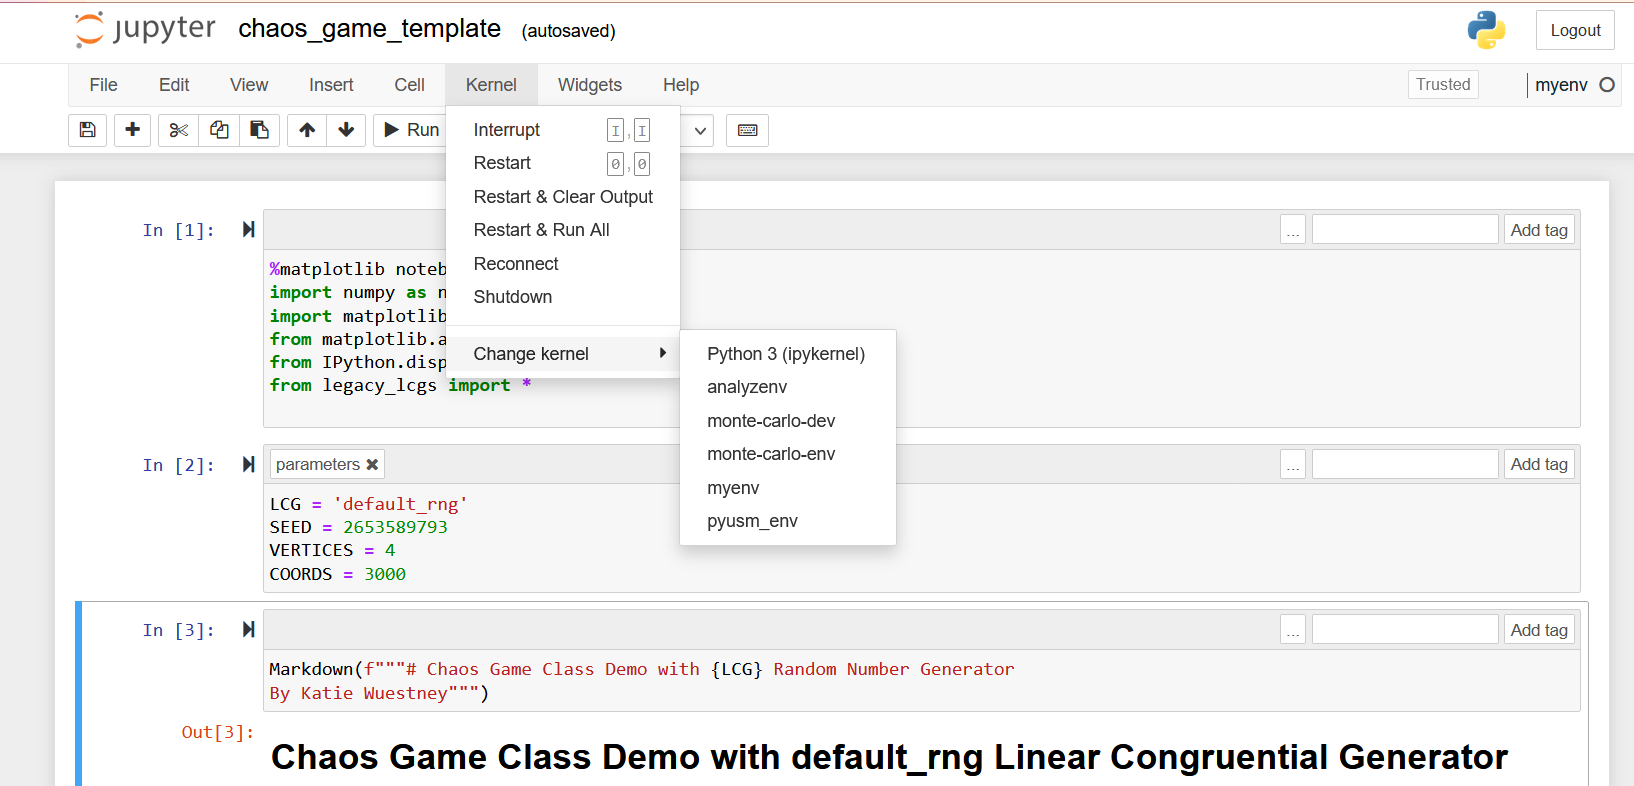 jupyter chaos_game_template (autosaved) Logout
File Edit View Insert Cell Kernel Widgets Help Trusted myenv
Run
Interrupt I,I
Restart 0,0
Restart & Clear Output
Restart & Run All
Reconnect
Shutdown
Change kernel
Python 3 (ipykernel)
analyzenv
monte-carlo-dev
monte-carlo-env
myenv
pyusm_env
In [1]: ... Add tag
%matplotlib noteb
import numpy as n
import matplotlib
from matplotlib.a
from IPython.disp
from legacy_lcgs import *
In [2]: parameters ... Add tag
LCG = 'default_rng'
SEED = 2653589793
VERTICES = 4
COORDS = 3000
In [3]: ... Add tag
Markdown(f"""# Chaos Game Class Demo with {LCG} Random Number Generator
By Katie Wuestney""")
Out[3]:
Chaos Game Class Demo with default_rng Linear Congruential Generator